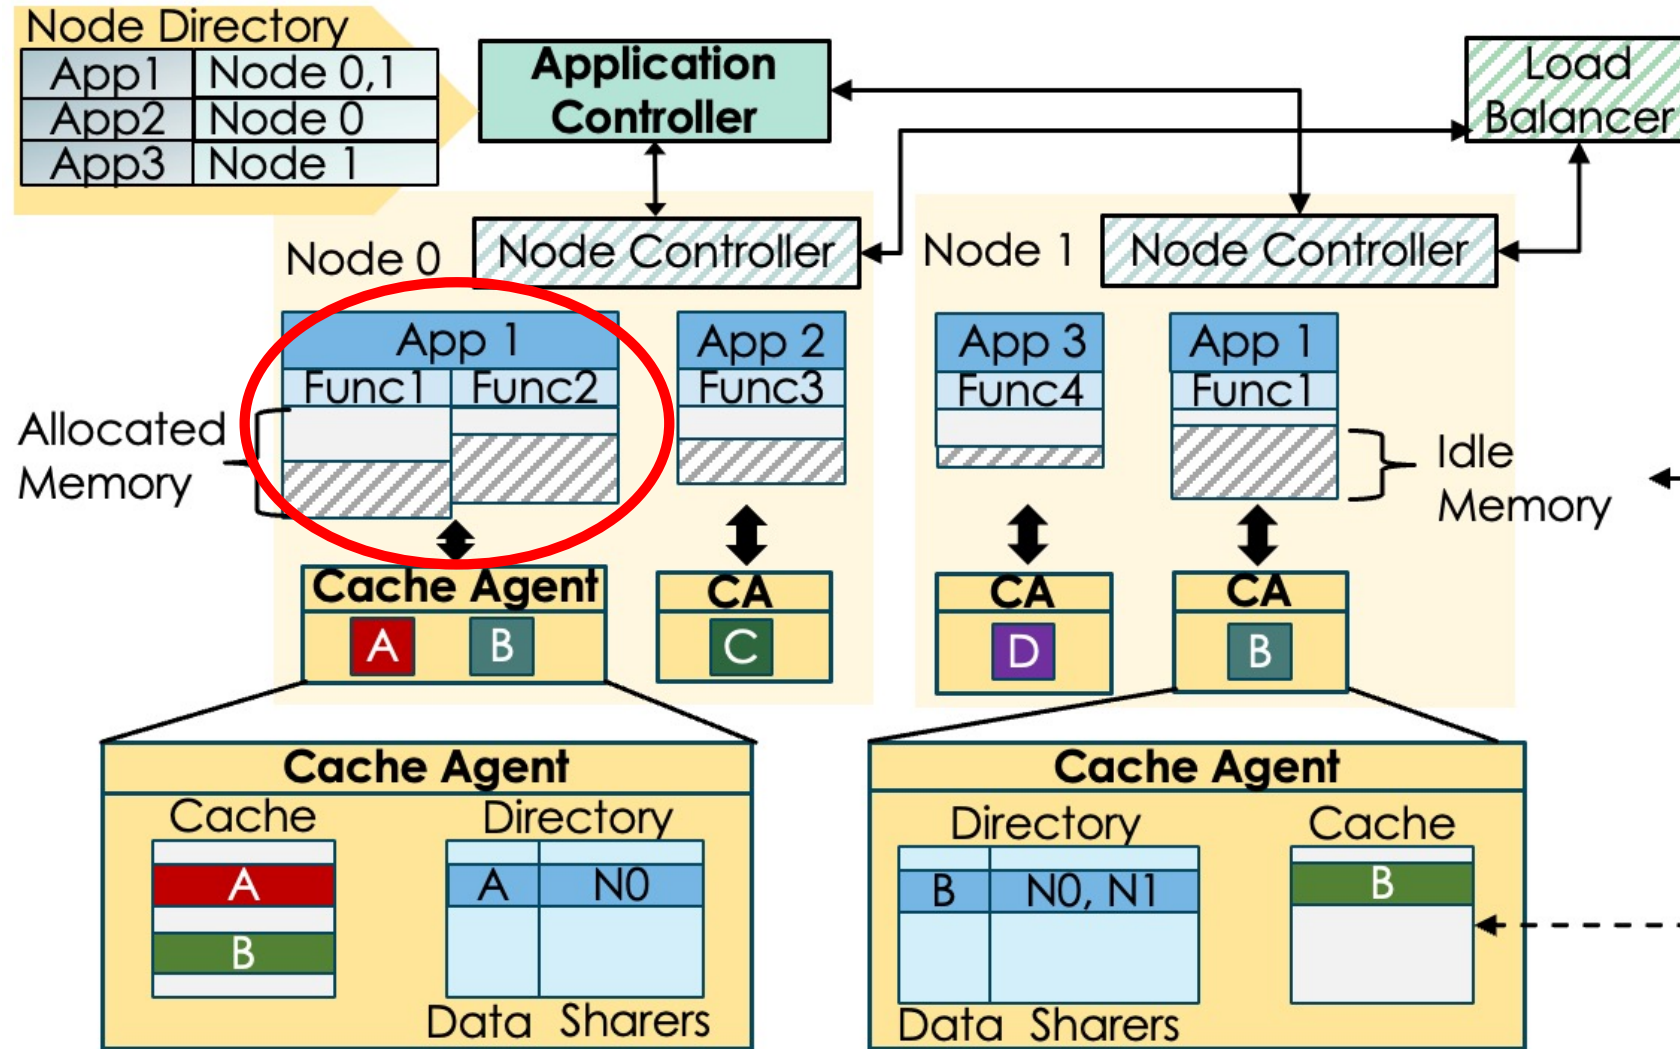 Node Directory
App1 Node 0,1
App2 Node 0
App3 Node 1
Application
Controller
Load
Balancer
Node 0
Node Controller
Node 1
Node Controller
App 1
Func1 Func2
App 2
Func3
App 3
Func4
App 1
Func1
Allocated
Memory
Idle
Memory
Cache Agent
A B
CA
C
CA
D
CA
B
Cache Agent
Cache Directory
A
B
A N0
Data Sharers
Cache Agent
Directory Cache
B N0, N1
B
Data Sharers